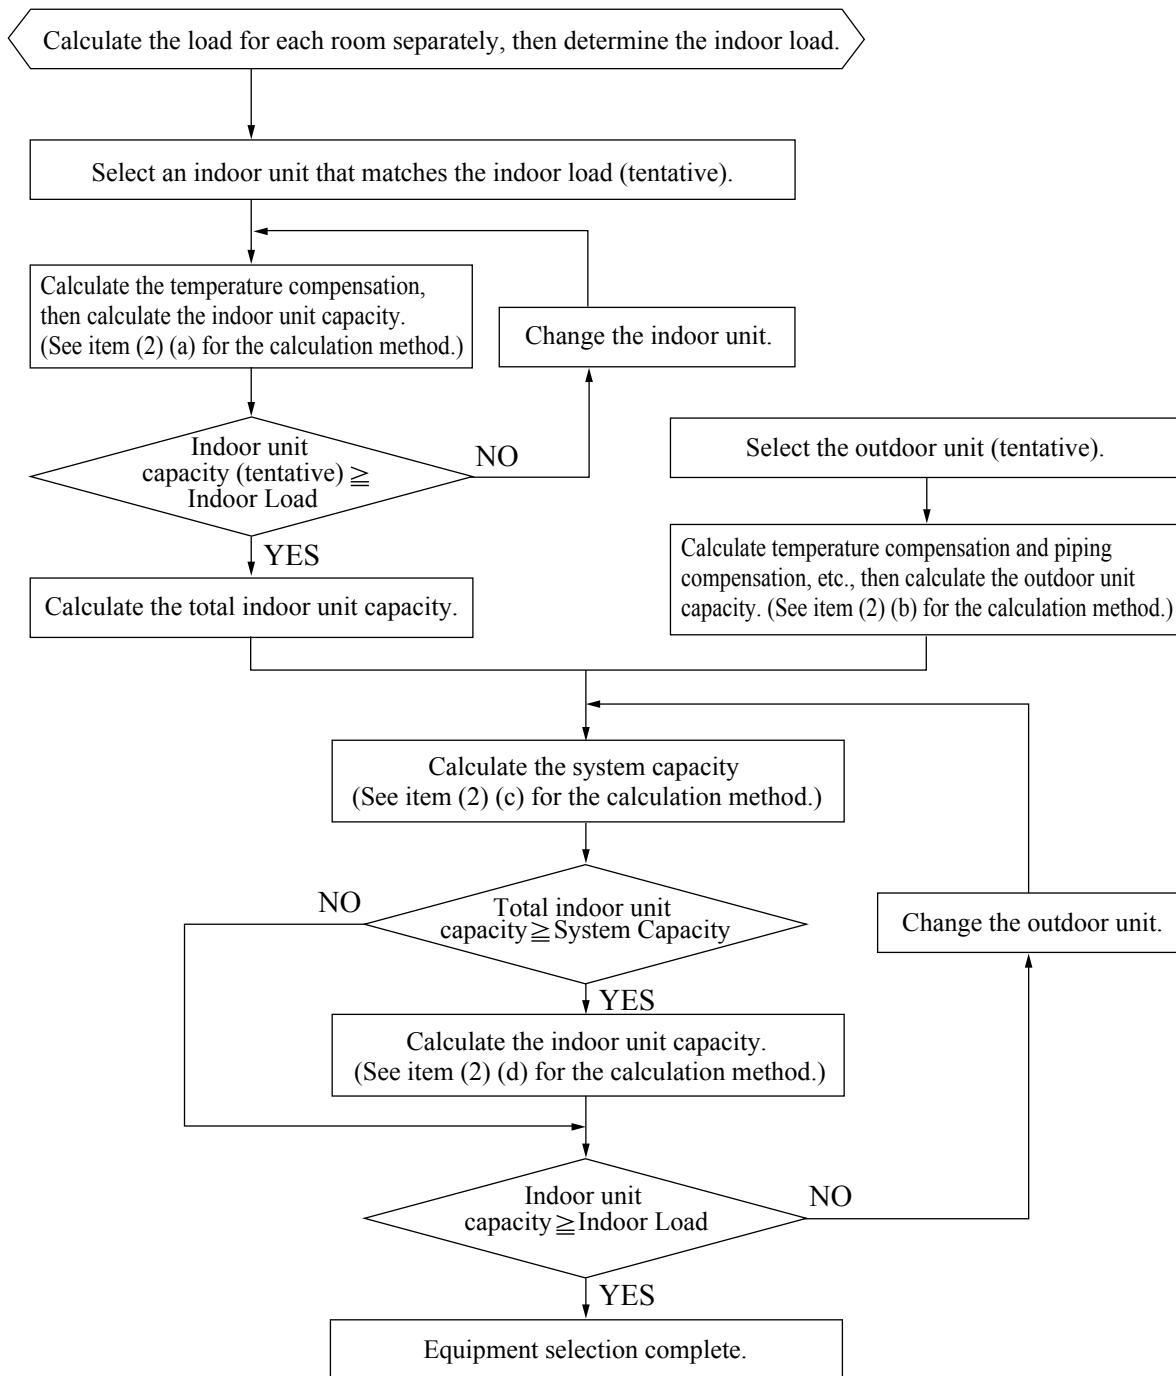 Calculate the load for each room separately, then determine the indoor load.
Select an indoor unit that matches the indoor load (tentative).
Calculate the temperature compensation,
then calculate the indoor unit capacity.
(See item (2) (a) for the calculation method.)
Change the indoor unit.
Indoor unit
capacity (tentative) ≧
Indoor Load
NO
YES
Calculate the total indoor unit capacity.
Select the outdoor unit (tentative).
Calculate temperature compensation and piping
compensation, etc., then calculate the outdoor unit
capacity. (See item (2) (b) for the calculation method.)
Calculate the system capacity
(See item (2) (c) for the calculation method.)
NO
Total indoor unit
capacity≧System Capacity
Change the outdoor unit.
YES
Calculate the indoor unit capacity.
(See item (2) (d) for the calculation method.)
Indoor unit
capacity≧Indoor Load
NO
YES
Equipment selection complete.